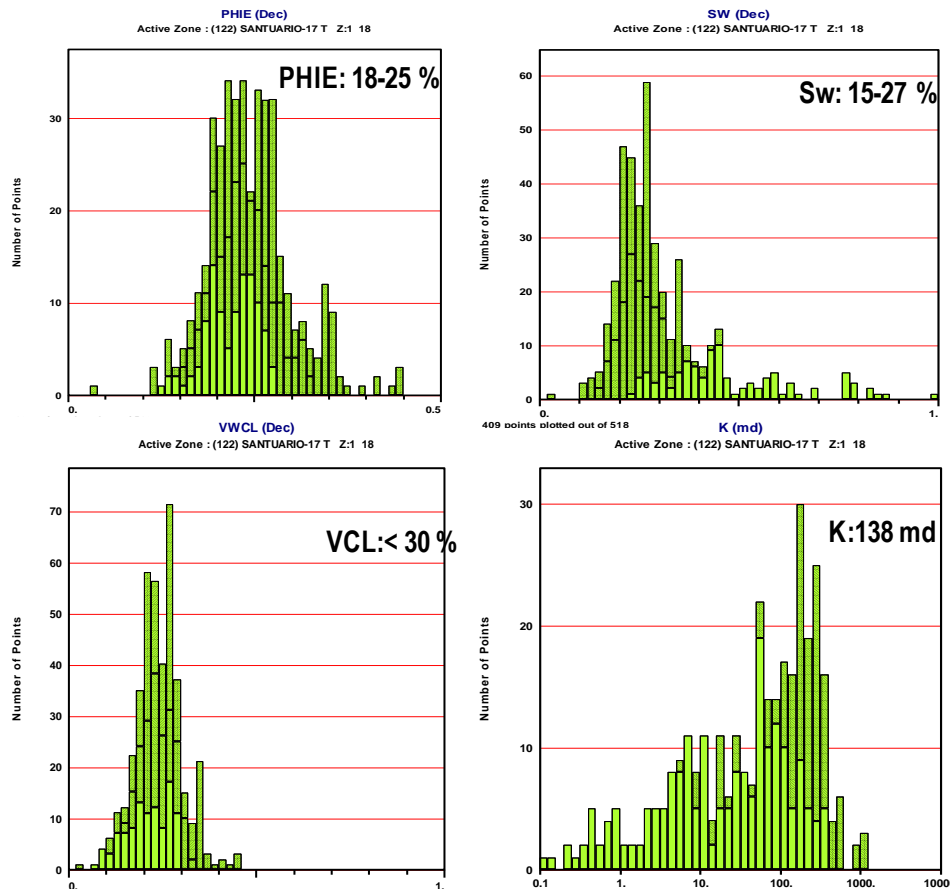 PHIE (Dec)
Active Zone : (122) SANTUARIO-17 T Z:1 18
PHIE: 18-25 %
Number of Points
30
20
10
0
0.
0.5
SW (Dec)
Active Zone : (122) SANTUARIO-17 T Z:1 18
Sw: 15-27 %
Number of Points
60
50
40
30
20
10
0
0.
1.
409 points plotted out of 518
VWCL (Dec)
Active Zone : (122) SANTUARIO-17 T Z:1 18
VCL:< 30 %
Number of Points
70
60
50
40
30
20
10
0
0.
1.
K (md)
Active Zone : (122) SANTUARIO-17 T Z:1 18
K:138 md
Number of Points
30
20
10
0
0.1
1.
10.
100.
1000
1000